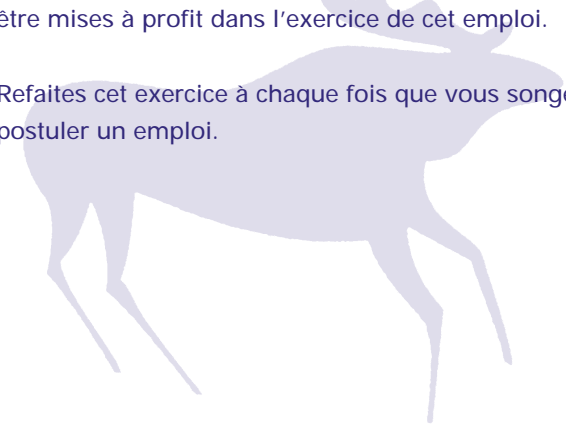 être mises à profit dans l'exercice de cet emploi.
Refaites cet exercice à chaque fois que vous songe
postuler un emploi.